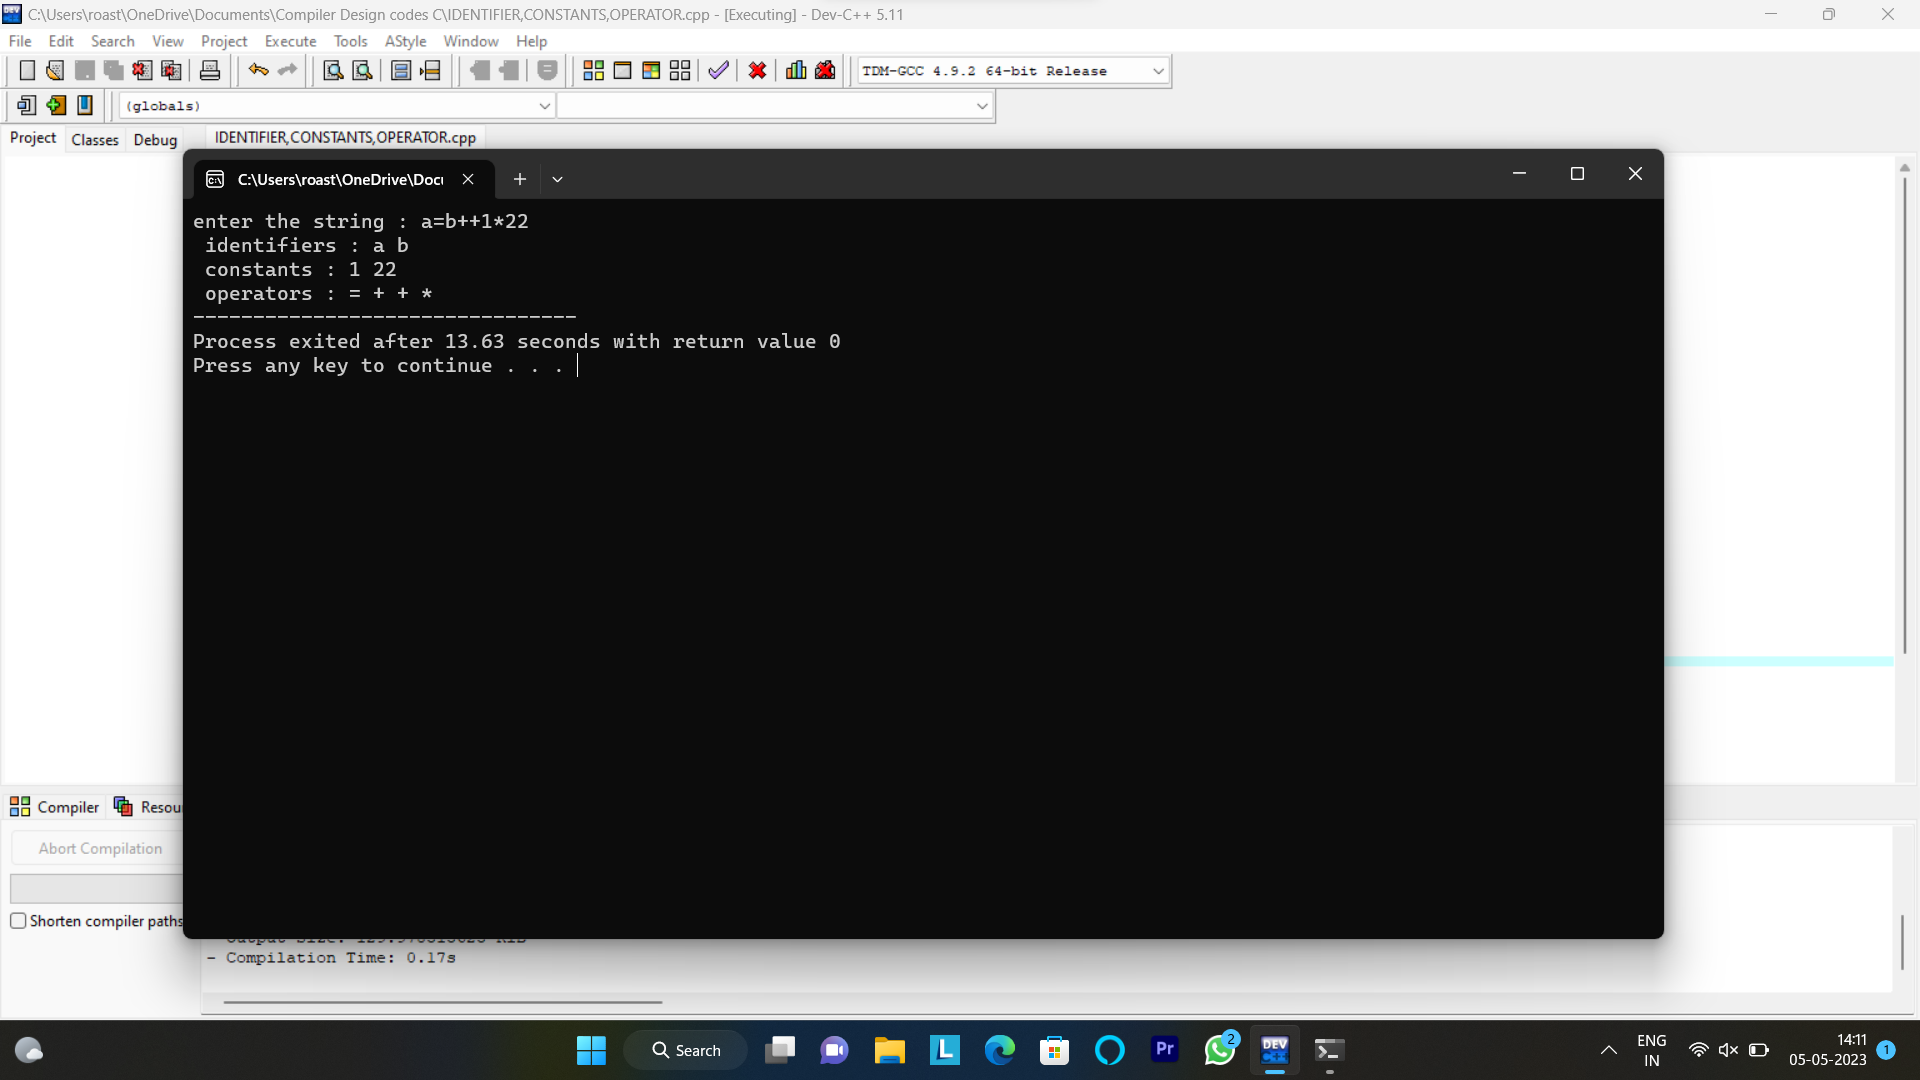 C:\Users\roast\OneDrive\Documents\Compiler Design codes C\IDENTIFIER,CONSTANTS,OPERATOR.cpp - [Executing] - Dev-C++ 5.11
File Edit Search View Project Execute Tools AStyle Window Help
TDM-GCC 4.9.2 64-bit Release
(globals)
Project Classes Debug IDENTIFIER,CONSTANTS,OPERATOR.cpp
C:\Users\roast\OneDrive\Doc
enter the string : a=b++1*22
identifiers : a b
constants : 1 22
operators : = + + *
--------------------------------
Process exited after 13.63 seconds with return value 0
Press any key to continue . . .
Compiler Resou
Abort Compilation
Shorten compiler paths
- Compilation Time: 0.17s
Search
L
Pr
2
DEV C++
ENG
IN
14:11
05-05-2023
1